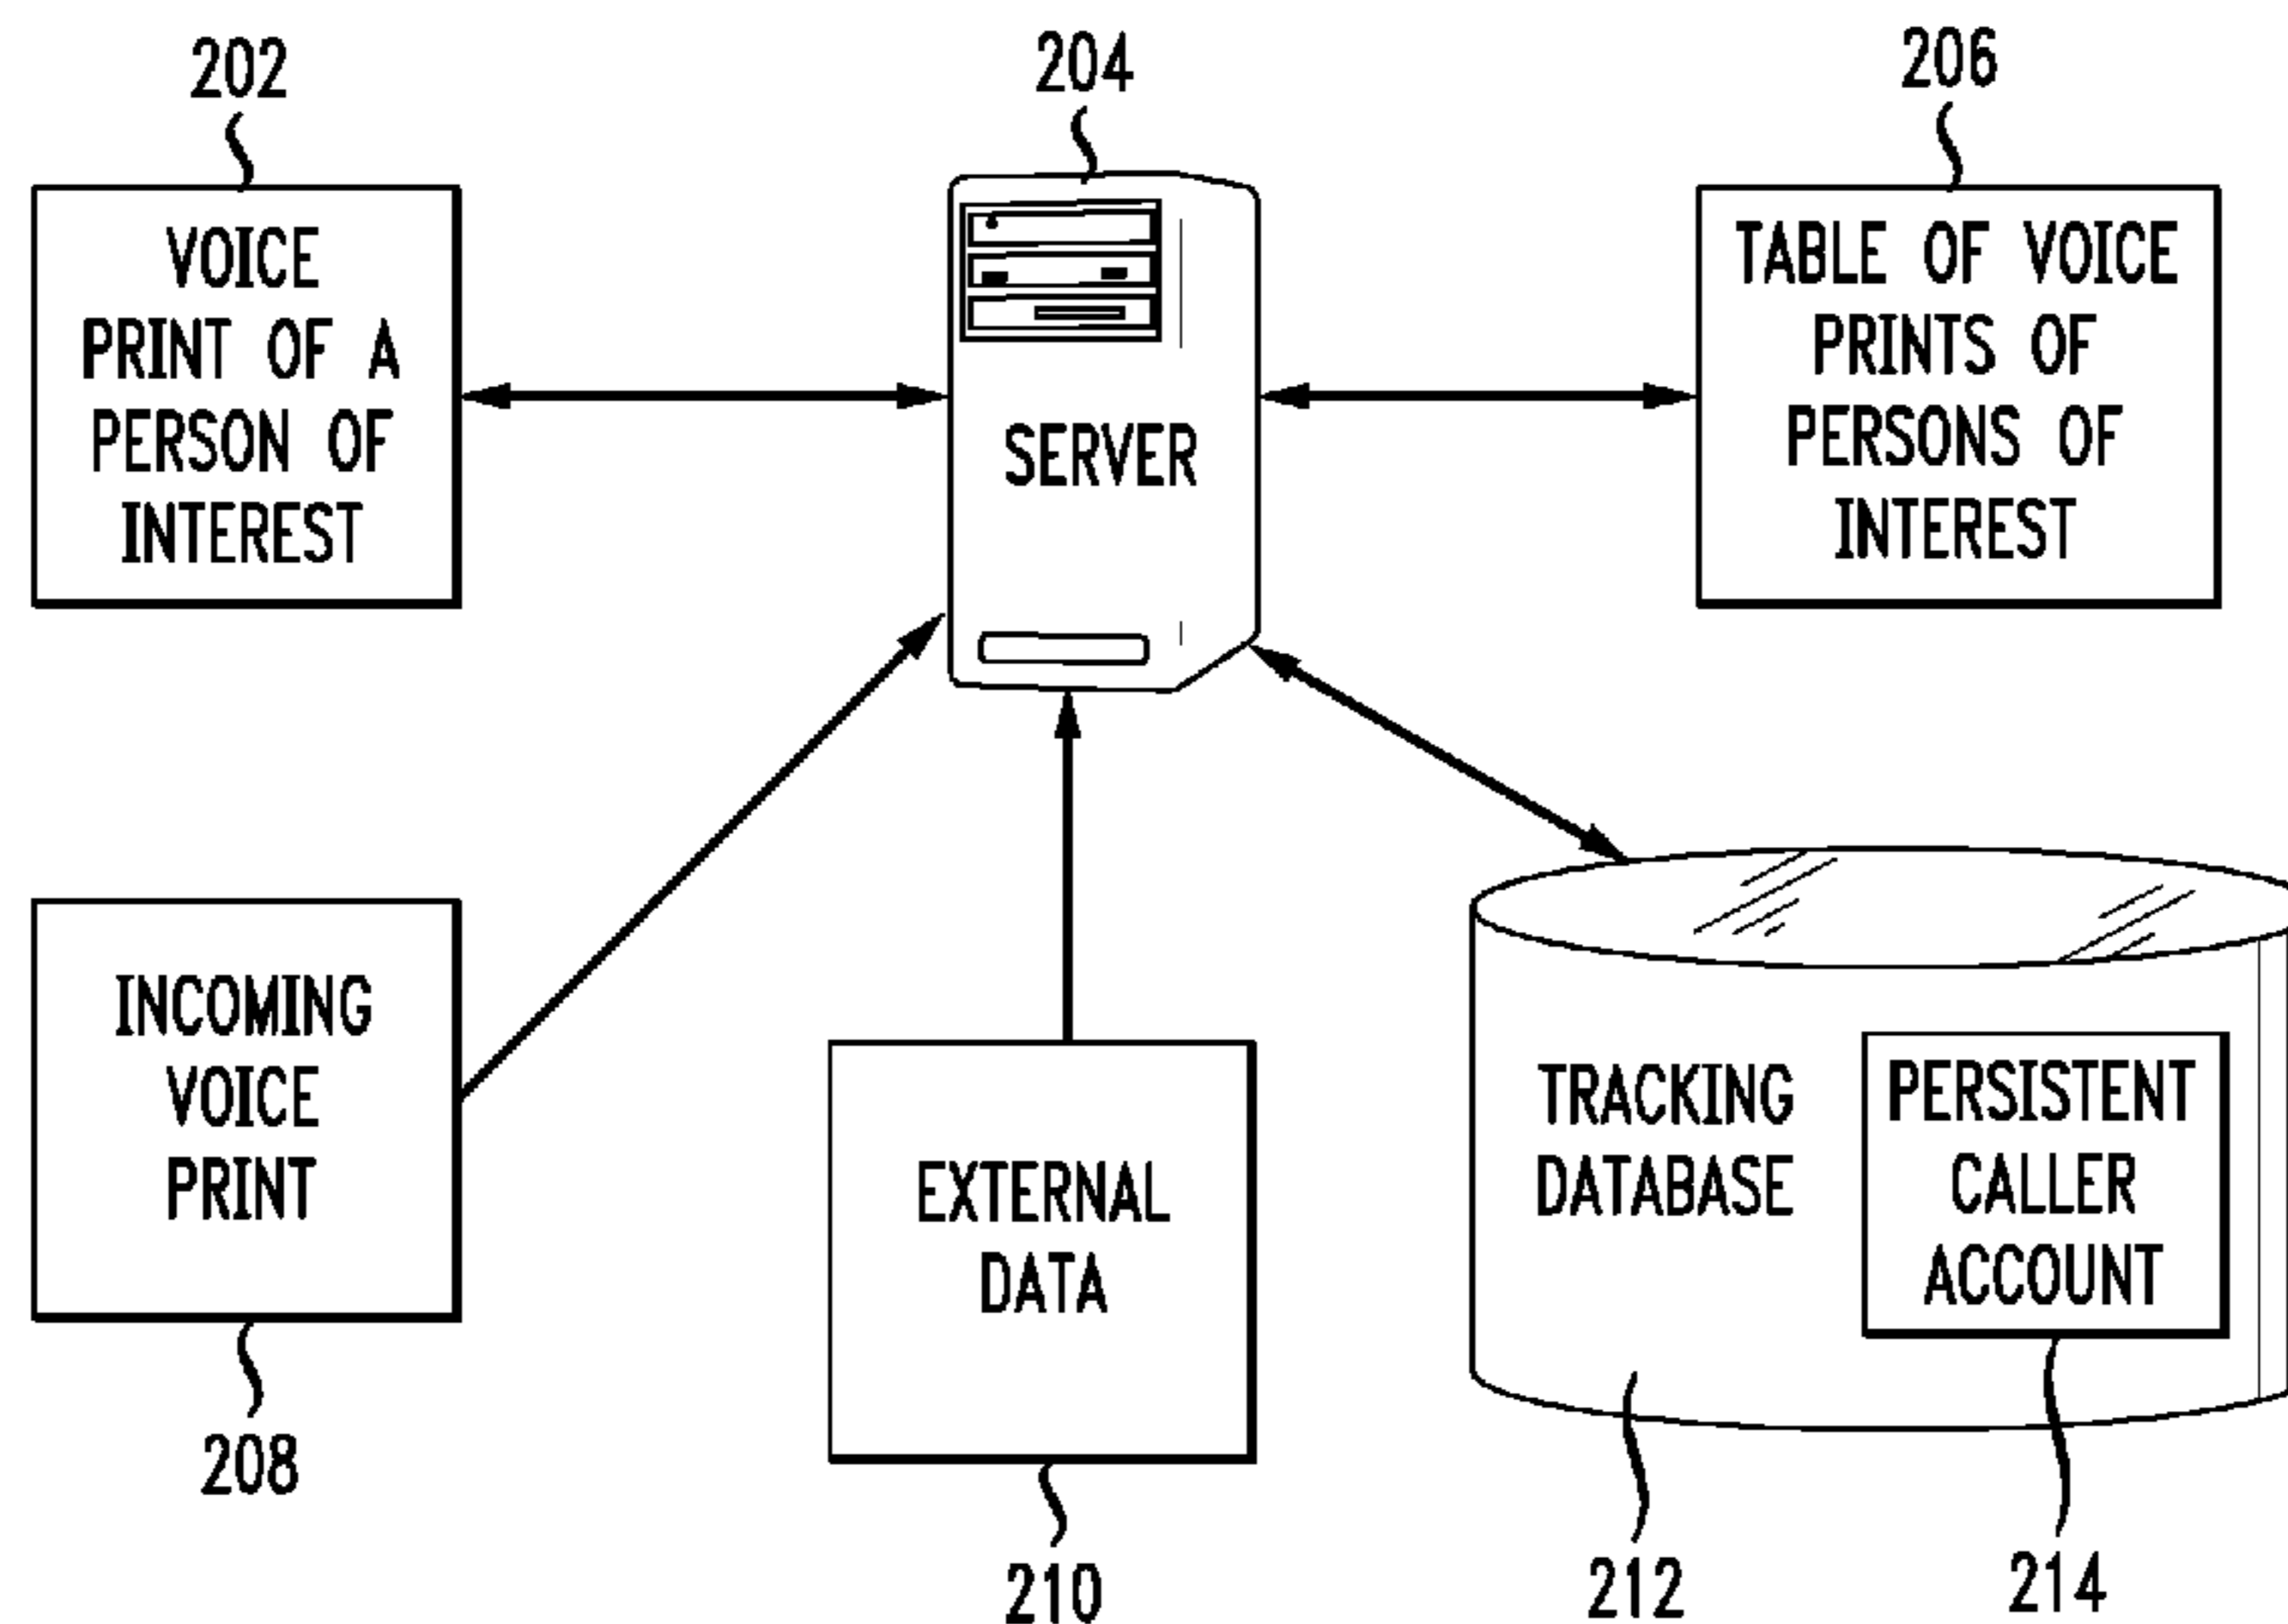 202
204
206
VOICE
PRINT OF A
PERSON OF
INTEREST
SERVER
TABLE OF VOICE
PRINTS OF
PERSONS OF
INTEREST
INCOMING
VOICE
PRINT
208
EXTERNAL
DATA
210
TRACKING
DATABASE
212
PERSISTENT
CALLER
ACCOUNT
214